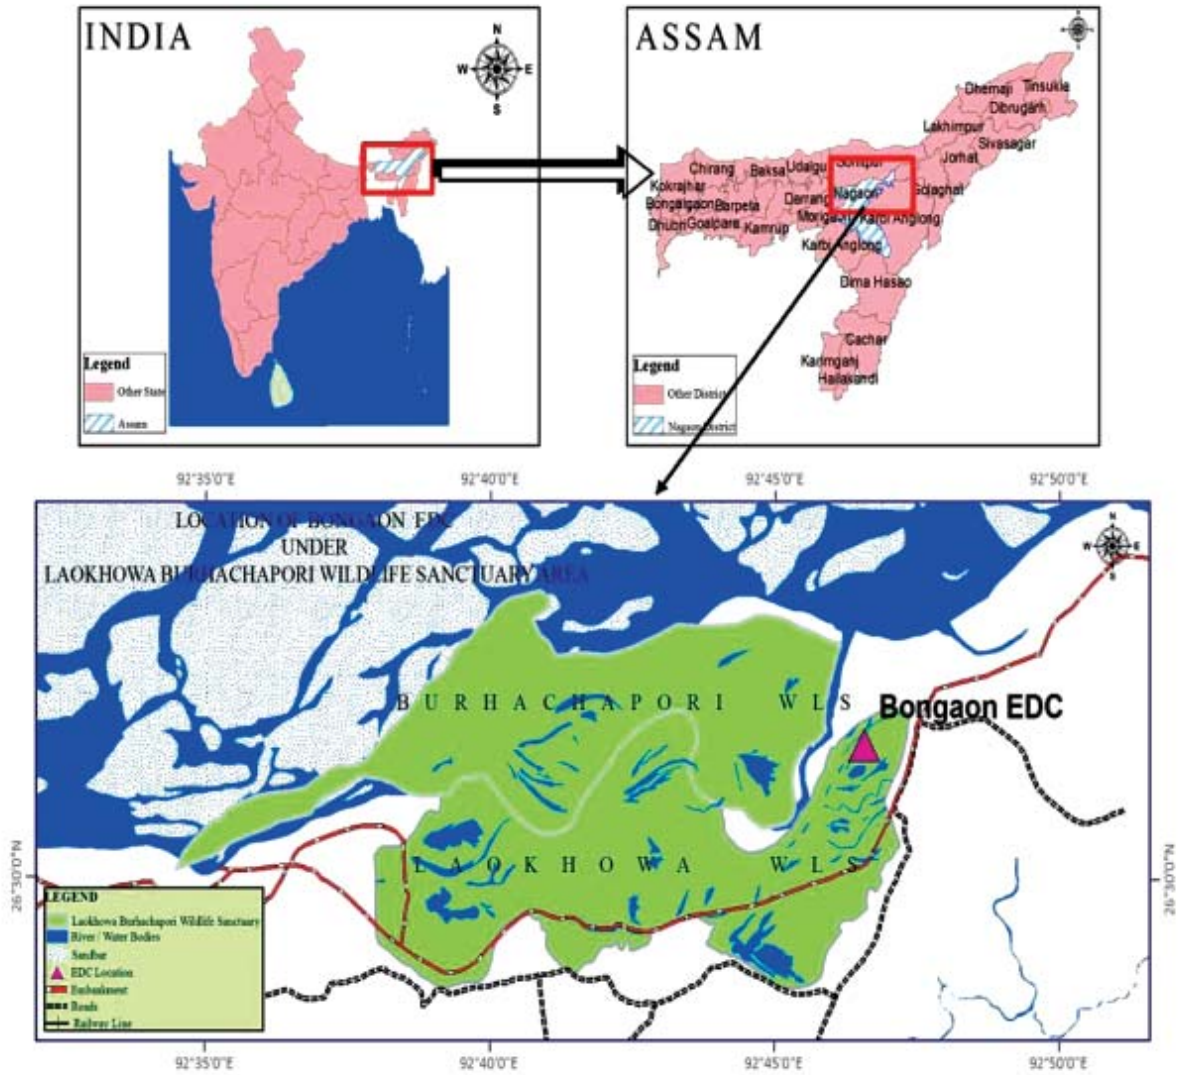 INDIA
N
W E
S
Legend
Other State
Assam
ASSAM
Dhemaji Tinsukia
Dibrugarh
Lakhimpur
Sivasagar
Jorhat
Sonitpur
Chirang Baksa Udalgu
Kokrajhar
Nagaon Golaghat
Bongaigaon Barpeta Darrang
Morigaon Karbi Anglong
Dhubri Goalpara Kamrup
Karbi Anglong
Dima Hasao
Cachar
Karimganj
Hailakandi
Legend
Other District
Nagaon District
92°35'0"E 92°40'0"E 92°45'0"E 92°50'0"E
LOCATION OF BONGAON EDC
UNDER
LAOKHOWA BURHACHAPORI WILDLIFE SANCTUARY AREA
N
W E
S
BURHACHAPORI WLS
Bongaon EDC
LAOKHOWA WLS
26°30'0"N
26°30'0"N
LEGEND
Laokhowa Burhachapori Wildlife Sanctuary
River / Water Bodies
Sandbar
EDC Location
Embankment
Roads
Railway Line
92°35'0"E 92°40'0"E 92°45'0"E 92°50'0"E